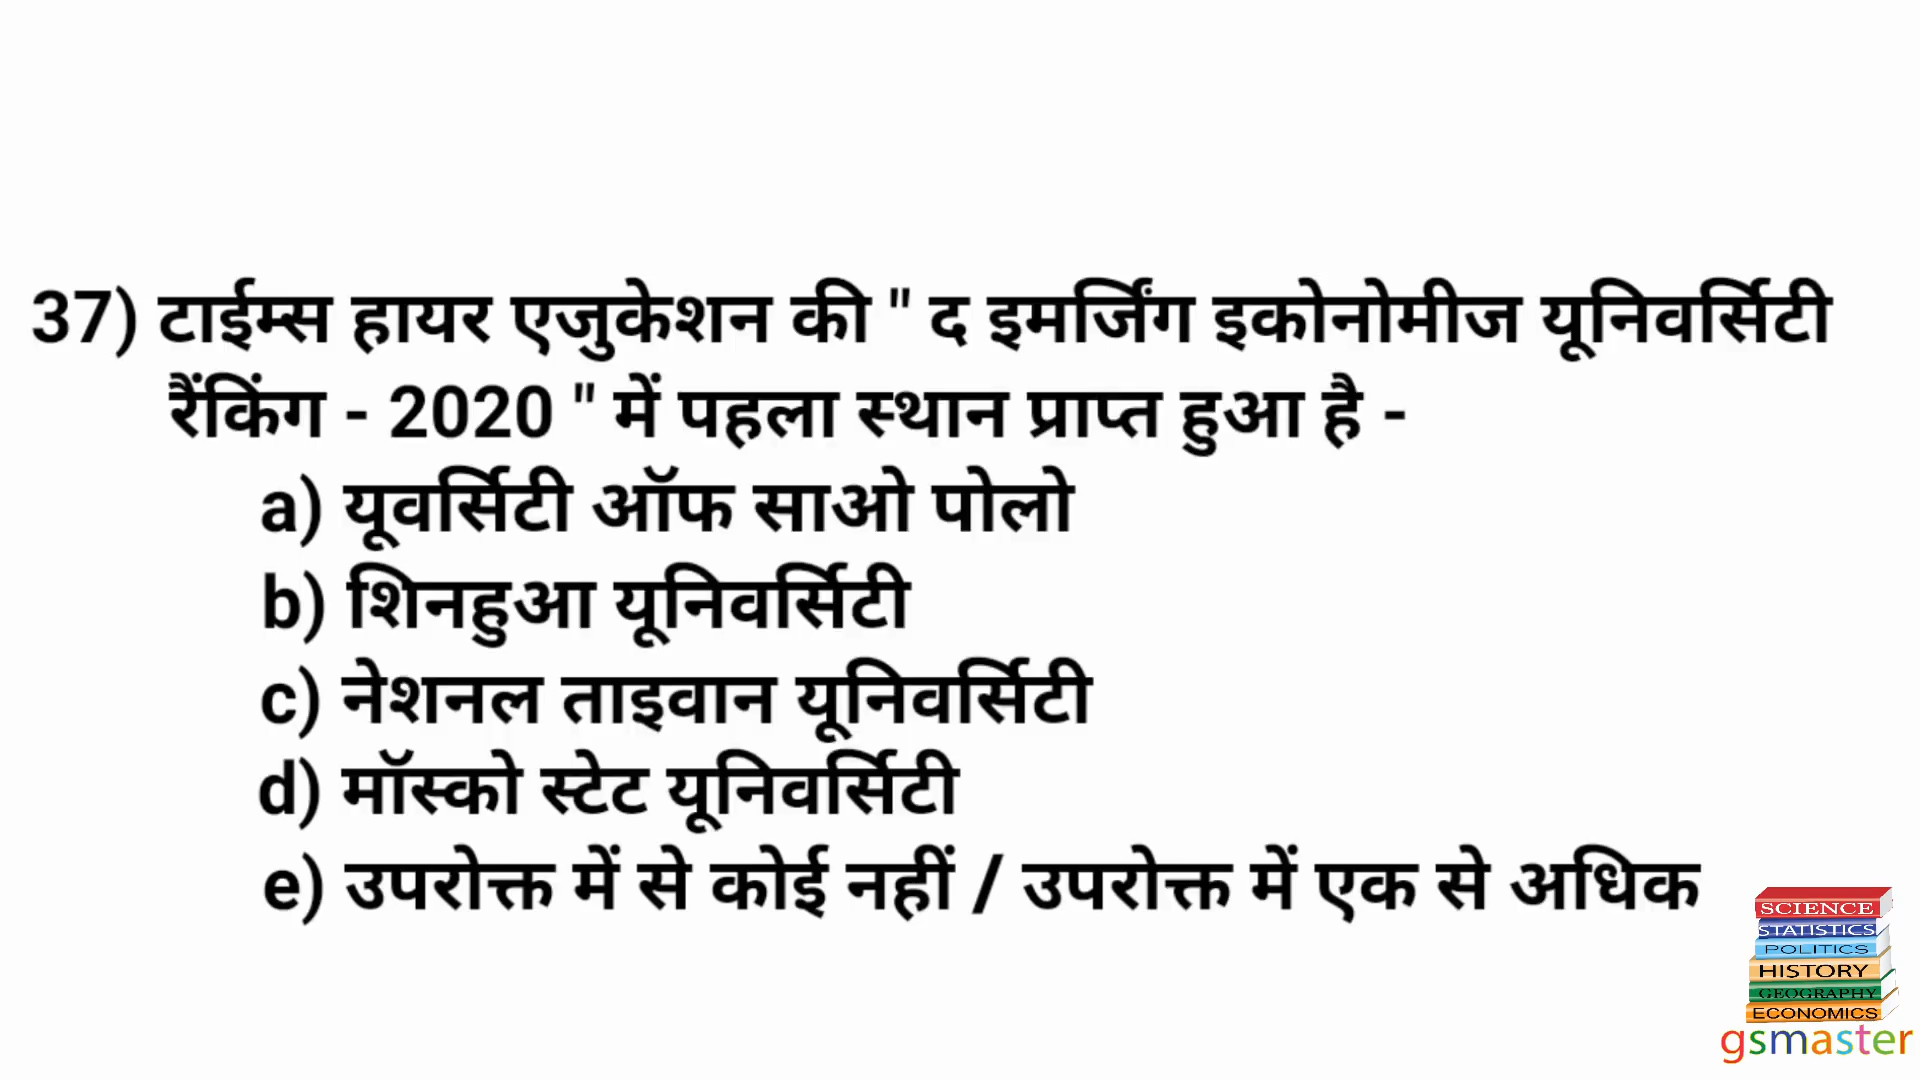 37) टाईम्स हायर एजुकेशन की " द इमर्जिंग इकोनोमीज यूनिवर्सिटी
रैंकिंग - 2020 " में पहला स्थान प्राप्त हुआ है -
a) यूवर्सिटी ऑफ साओ पोलो
b) शिनहुआ यूनिवर्सिटी
c) नेशनल ताइवान यूनिवर्सिटी
d) मॉस्को स्टेट यूनिवर्सिटी
e) उपरोक्त में से कोई नहीं / उपरोक्त में एक से अधिक
SCIENCE
STATISTICS
POLITICS
HISTORY
GEOGRAPHY
ECONOMICS
gsmaster